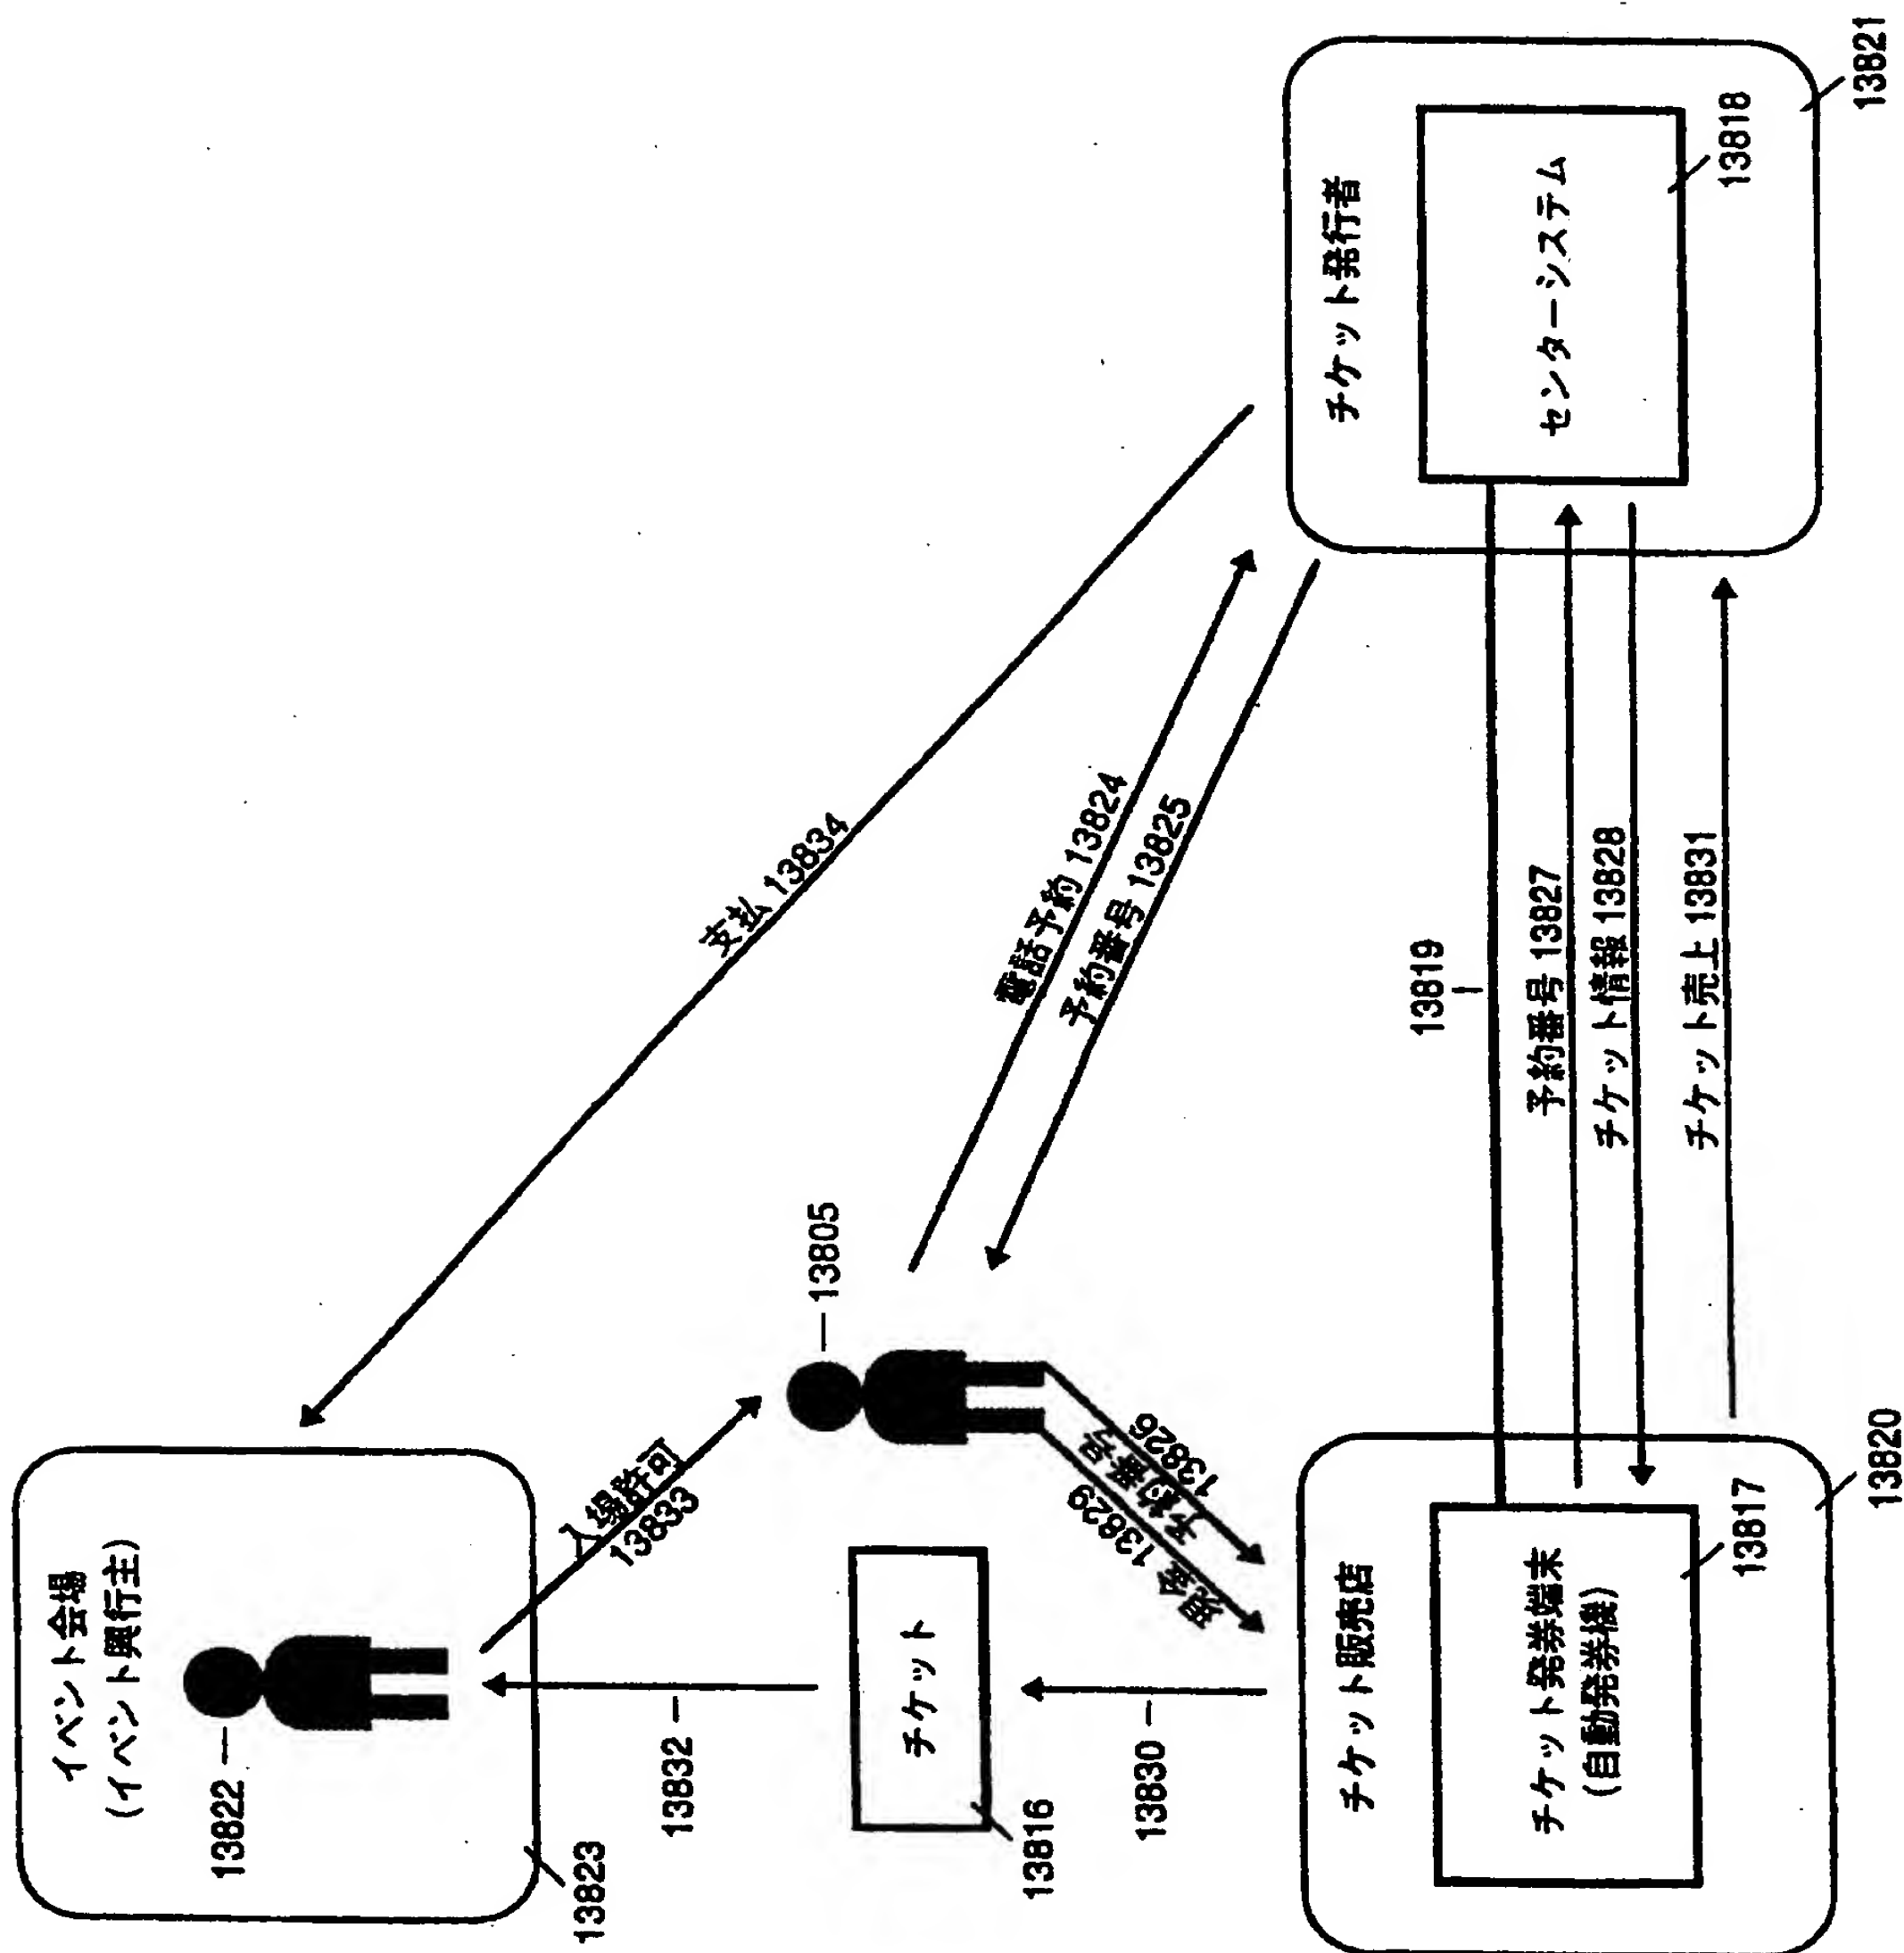 イベント会場
(イベント興行主)
13822
13823
入場許可
13833
13832
チケット
13816
13830
13805
現金
13829
予約番号
13826
支払 13834
電話予約 13824
予約番号 13825
チケット販売店
チケット発券端末
(自動発券機)
13817
13820
13819
予約番号 13827
チケット情報 13828
チケット売上 13831
チケット発行者
センターシステム
13818
13821